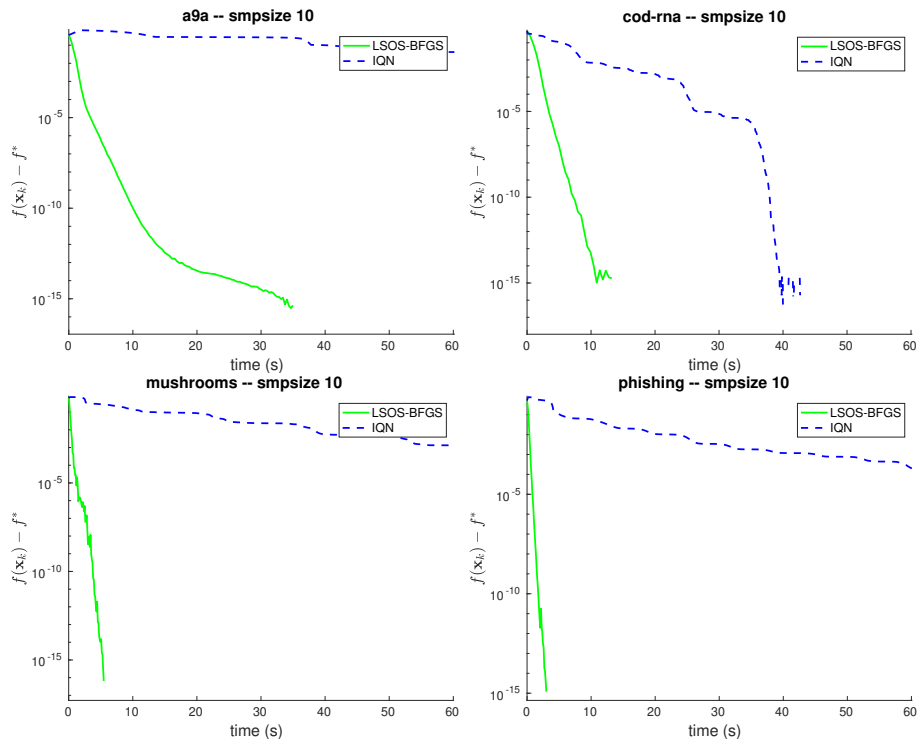 a9a -- smpsize 10
LSOS-BFGS
IQN
10^-5
10^-10
10^-15
f(x_k) − f*
0 10 20 30 40 50 60
time (s)
cod-rna -- smpsize 10
LSOS-BFGS
IQN
10^-5
10^-10
10^-15
f(x_k) − f*
0 10 20 30 40 50 60
time (s)
mushrooms -- smpsize 10
LSOS-BFGS
IQN
10^-5
10^-10
10^-15
f(x_k) − f*
0 10 20 30 40 50 60
time (s)
phishing -- smpsize 10
LSOS-BFGS
IQN
10^-5
10^-10
10^-15
f(x_k) − f*
0 10 20 30 40 50 60
time (s)